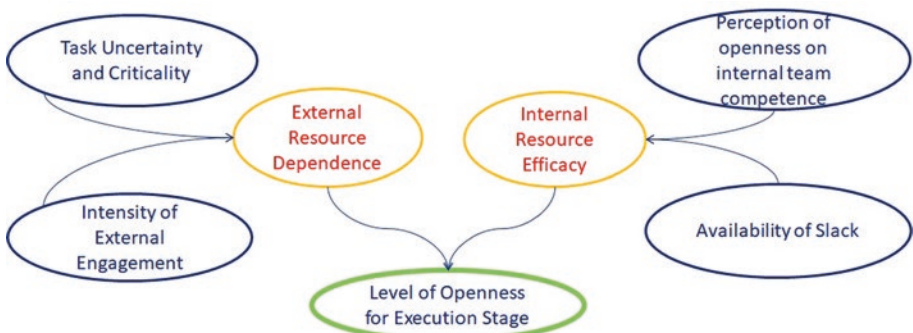 Task Uncertainty
and Criticality
Perception of
openness on
internal team
competence
External
Resource
Dependence
Internal
Resource
Efficacy
Intensity of
External
Engagement
Availability of Slack
Level of Openness
for Execution Stage